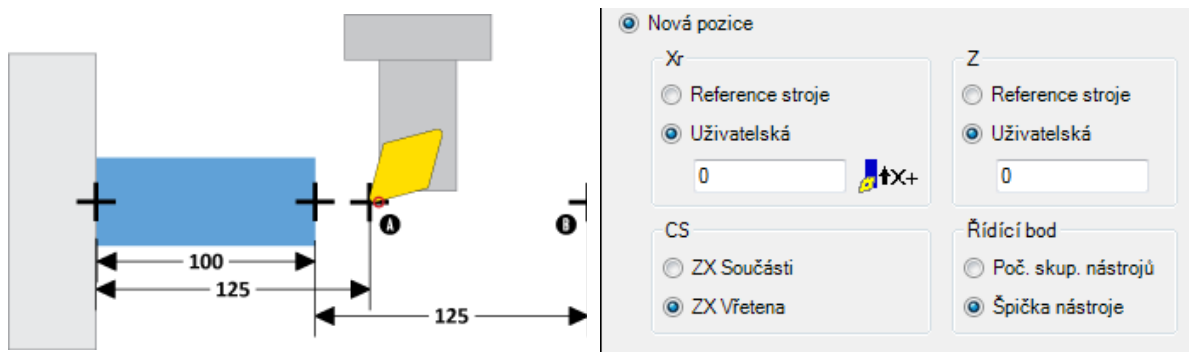 A
B
100
125
125
Nová pozice
Xr
Reference stroje
Uživatelská
0
X+
Z
Reference stroje
Uživatelská
0
CS
ZX Součásti
ZX Vřetena
Řídící bod
Poč. skup. nástrojů
Špička nástroje